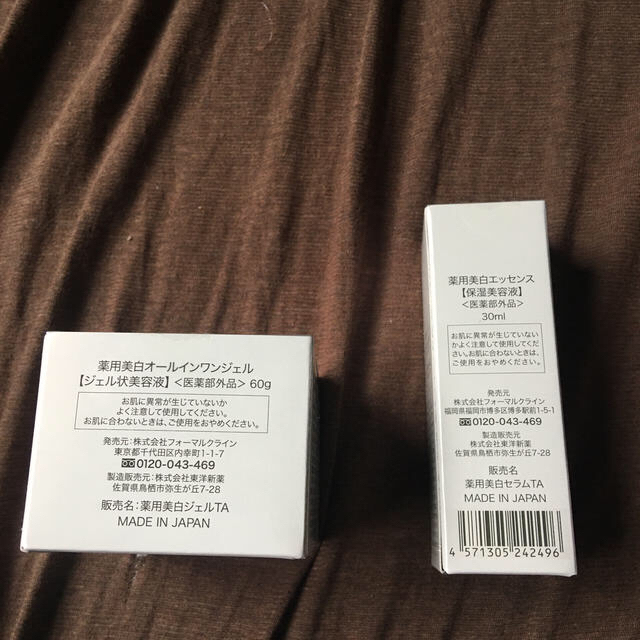 薬用美白オールインワンジェル
【ジェル状美容液】<医薬部外品> 60g
お肌に異常が生じていないか
よく注意して使用してください。
お肌に合わないときは、ご使用をおやめください。
発売元:株式会社フォーマルクライン
東京都千代田区内幸町1-1-7
0120-043-469
製造販売元:株式会社東洋新薬
佐賀県鳥栖市弥生が丘7-28
販売名:薬用美白ジェルTA
MADE IN JAPAN
薬用美白エッセンス
【保湿美容液】
<医薬部外品>
30ml
お肌に異常が生じていない
かよく注意して使用してくだ
さい。お肌に合わないときは、
ご使用をおやめください。
発売元
株式会社フォーマルクライン
福岡県福岡市博多区博多駅前1-5-1
製造販売元
株式会社東洋新薬
佐賀県鳥栖市弥生が丘7-28
販売名
薬用美白セラムTA
MADE IN JAPAN
4 571305 242496